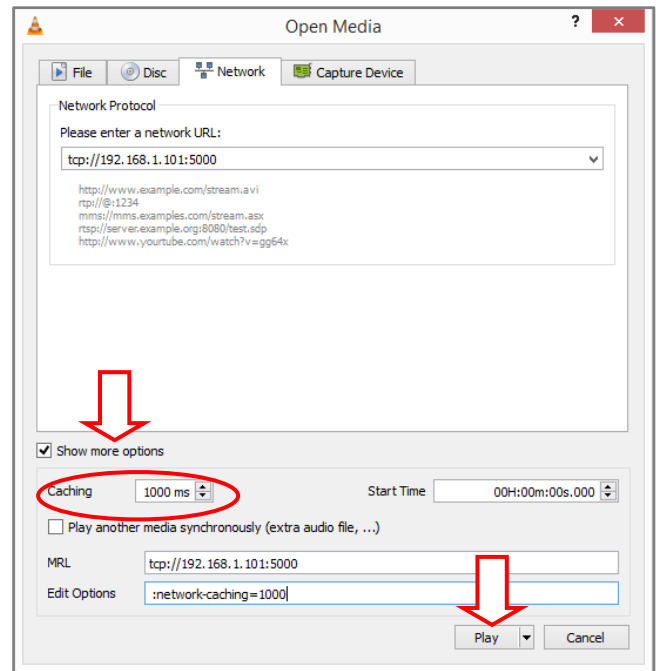 Open Media
?
×
File Disc Network Capture Device
Network Protocol
Please enter a network URL:
tcp://192.168.1.101:5000
http://www.example.com/stream.avi
rtp://@:1234
mms://mms.examples.com/stream.asx
rtsp://server.example.org:8080/test.sdp
http://www.yourtube.com/watch?v=gg64x
Show more options
Caching 1000 ms Start Time 00H:00m:00s.000
Play another media synchronously (extra audio file, ...)
MRL tcp://192.168.1.101:5000
Edit Options :network-caching=1000
Play Cancel